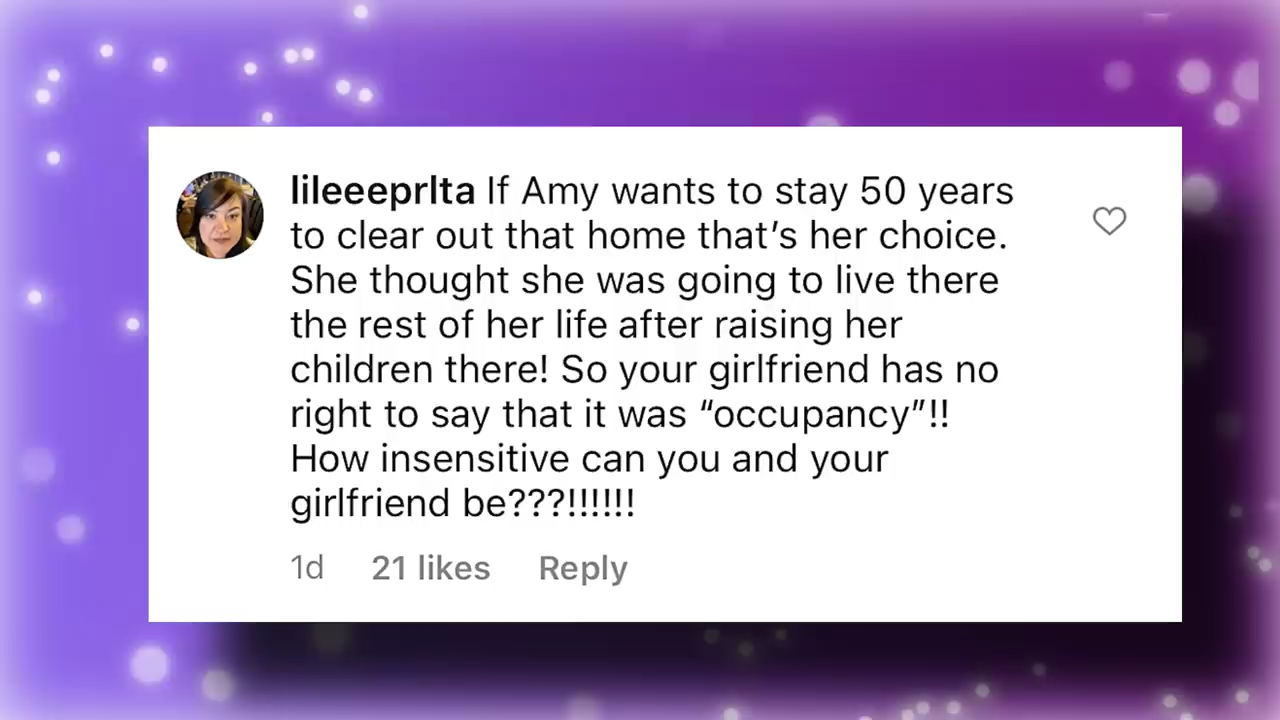 lileeeprlta If Amy wants to stay 50 years
to clear out that home that’s her choice.
She thought she was going to live there
the rest of her life after raising her
children there! So your girlfriend has no
right to say that it was “occupancy”!!
How insensitive can you and your
girlfriend be???!!!!!!
1d 21 likes Reply